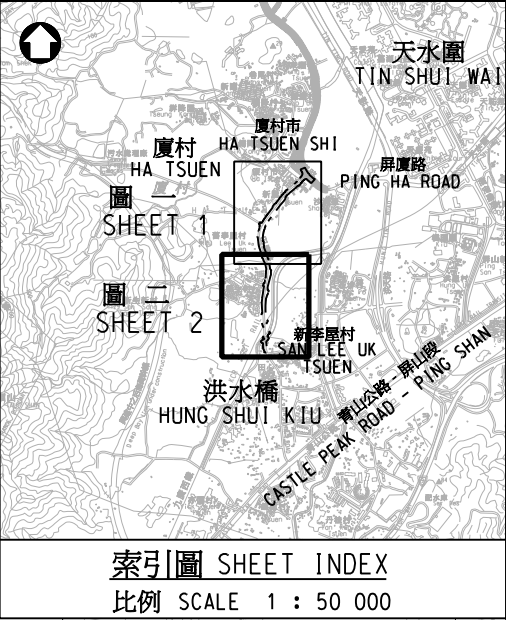 天水圍
TIN SHUI WAI
廈村市
HA TSUEN SHI
廈村
HA TSUEN
屏廈路
PING HA ROAD
圖 一
SHEET 1
圖 二
SHEET 2
新李屋村
SAN LEE UK
TSUEN
洪水橋
HUNG SHUI KIU
青山公路 - 屏山段
CASTLE PEAK ROAD - PING SHAN
索引圖 SHEET INDEX
比例 SCALE 1 : 50 000